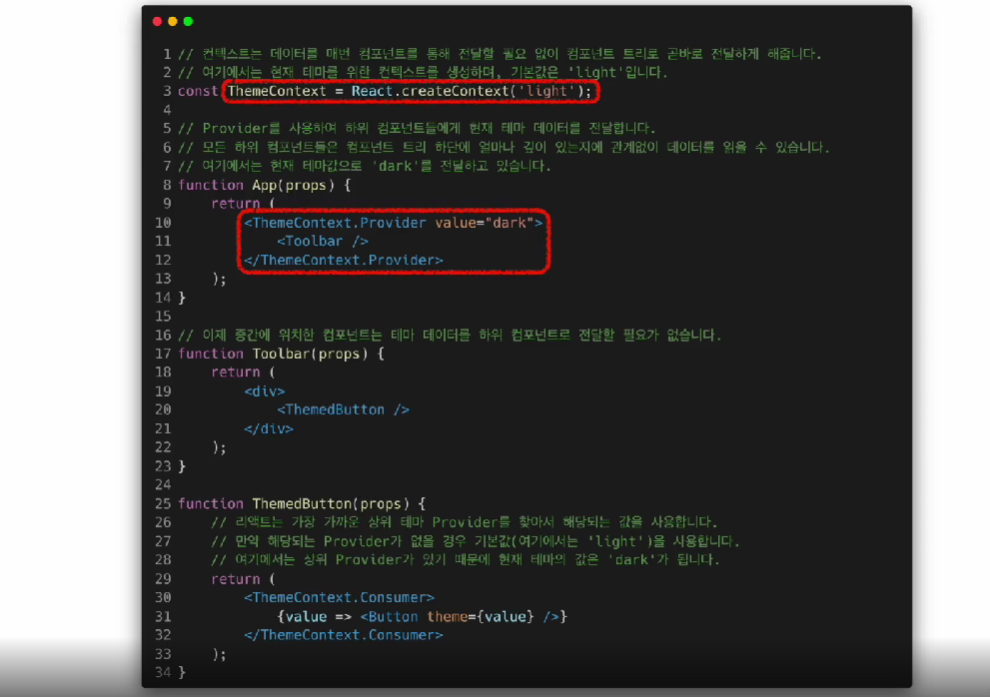 1 // 컨텍스트는 데이터를 매번 컴포넌트를 통해 전달할 필요 없이 컴포넌트 트리로 곧바로 전달하게 해줍니다.
2 // 여기에서는 현재 테마를 위한 컨텍스트를 생성하며, 기본값은 'light'입니다.
3 const ThemeContext = React.createContext('light');
4
5 // Provider를 사용하여 하위 컴포넌트들에게 현재 테마 데이터를 전달합니다.
6 // 모든 하위 컴포넌트들은 컴포넌트 트리 하단에 얼마나 깊이 있는지에 관계없이 데이터를 읽을 수 있습니다.
7 // 여기에서는 현재 테마값으로 'dark'를 전달하고 있습니다.
8 function App(props) {
9     return (
10         <ThemeContext.Provider value="dark">
11             <Toolbar />
12         </ThemeContext.Provider>
13     );
14 }
15
16 // 이제 중간에 위치한 컴포넌트는 테마 데이터를 하위 컴포넌트로 전달할 필요가 없습니다.
17 function Toolbar(props) {
18     return (
19         <div>
20             <ThemedButton />
21         </div>
22     );
23 }
24
25 function ThemedButton(props) {
26     // 리액트는 가장 가까운 상위 테마 Provider를 찾아서 해당되는 값을 사용합니다.
27     // 만약 해당되는 Provider가 없을 경우 기본값(여기에서는 'light')을 사용합니다.
28     // 여기에서는 상위 Provider가 있기 때문에 현재 테마의 값은 'dark'가 됩니다.
29     return (
30         <ThemeContext.Consumer>
31             {value => <Button theme={value} />}
32         </ThemeContext.Consumer>
33     );
34 }